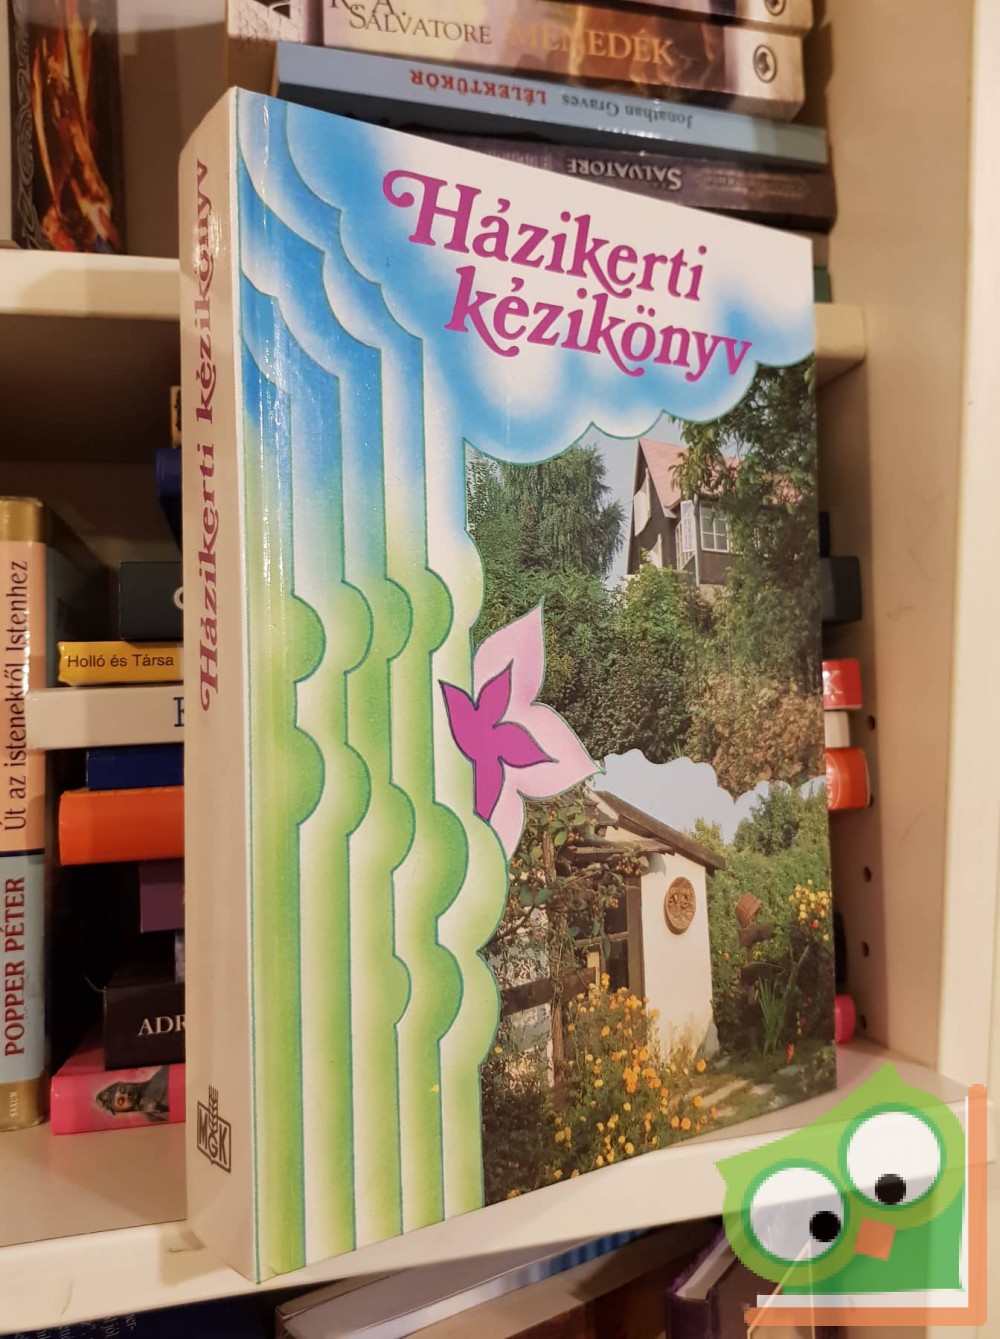 R. A.
SALVATORE MENEDÉK
Jonathan Graves LÉLEKTÜKÖR
SALVATORE
Házikerti
kézikönyv
Házikerti kézikönyv
MGK
Út az istenektől Istenhez
POPPER PÉTER
SAXUM
Holló és Társa
ADR